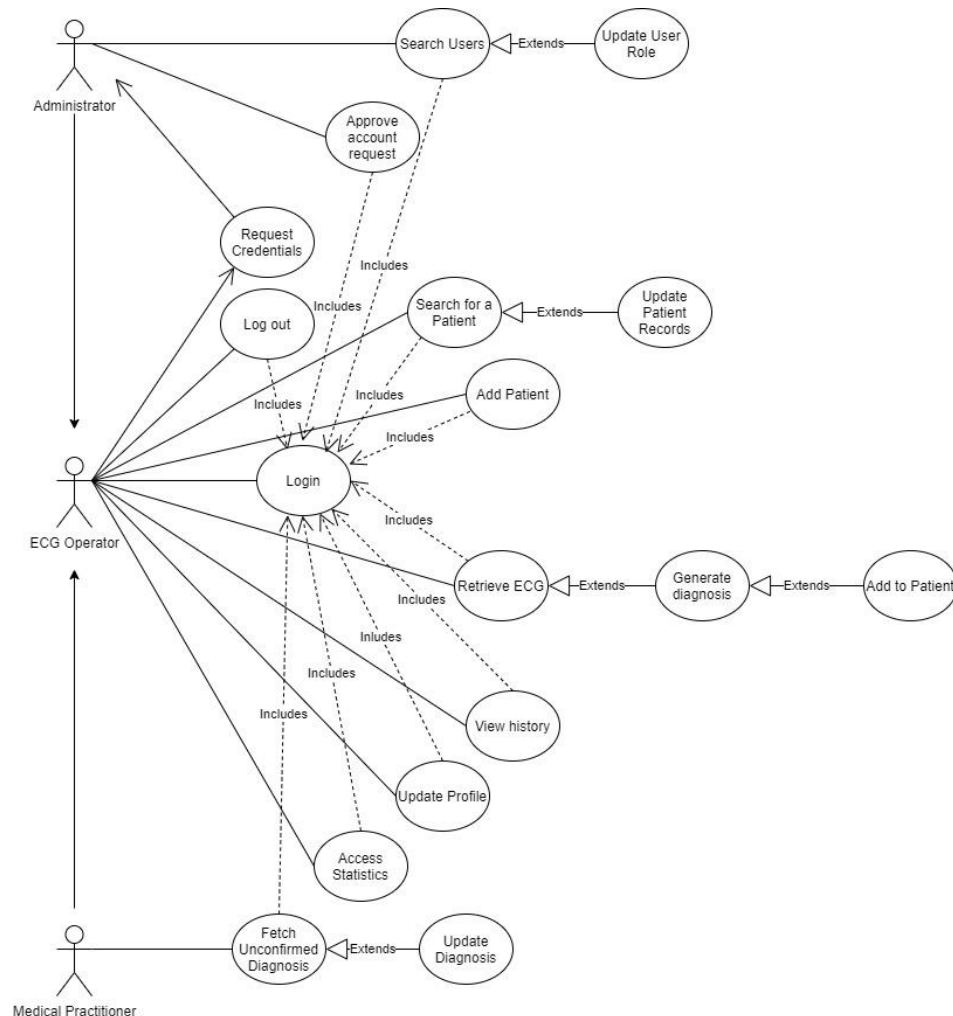 Search Users
Extends
Update User
Role
Administrator
Approve
account
request
Request
Credentials
Includes
Includes
Log out
Search for a
Patient
Extends
Update
Patient
Records
Includes
Includes
Add Patient
Includes
Login
ECG Operator
Includes
Retrieve ECG
Extends
Generate
diagnosis
Extends
Add to Patient
Includes
Inludes
Includes
Includes
View history
Update Profile
Access
Statistics
Fetch
Unconfirmed
Diagnosis
Extends
Update
Diagnosis
Medical Practitioner